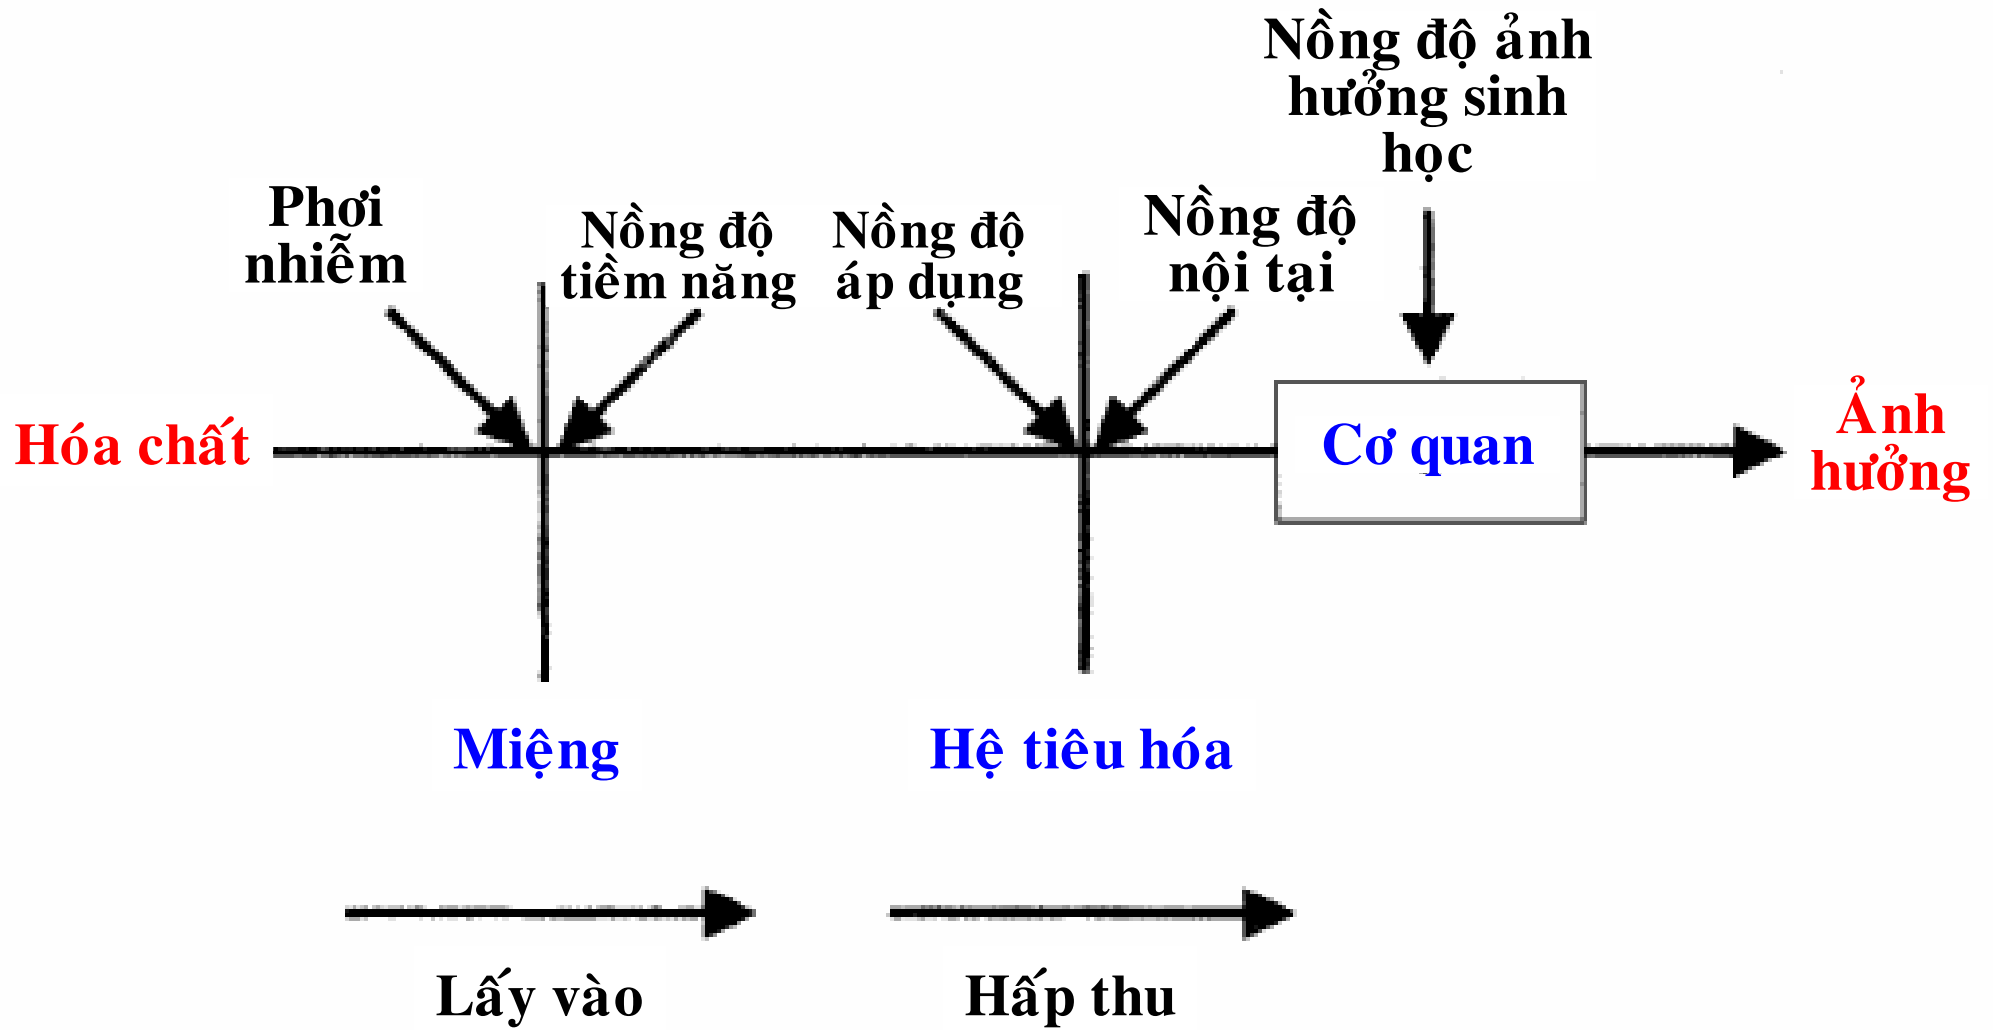 Nồng độ ảnh
hưởng sinh
học
Phơi
nhiễm
Nồng độ
tiềm năng
Nồng độ
áp dụng
Nồng độ
nội tại
Hóa chất
Cơ quan
Ảnh
hưởng
Miệng
Hệ tiêu hóa
Lấy vào
Hấp thu